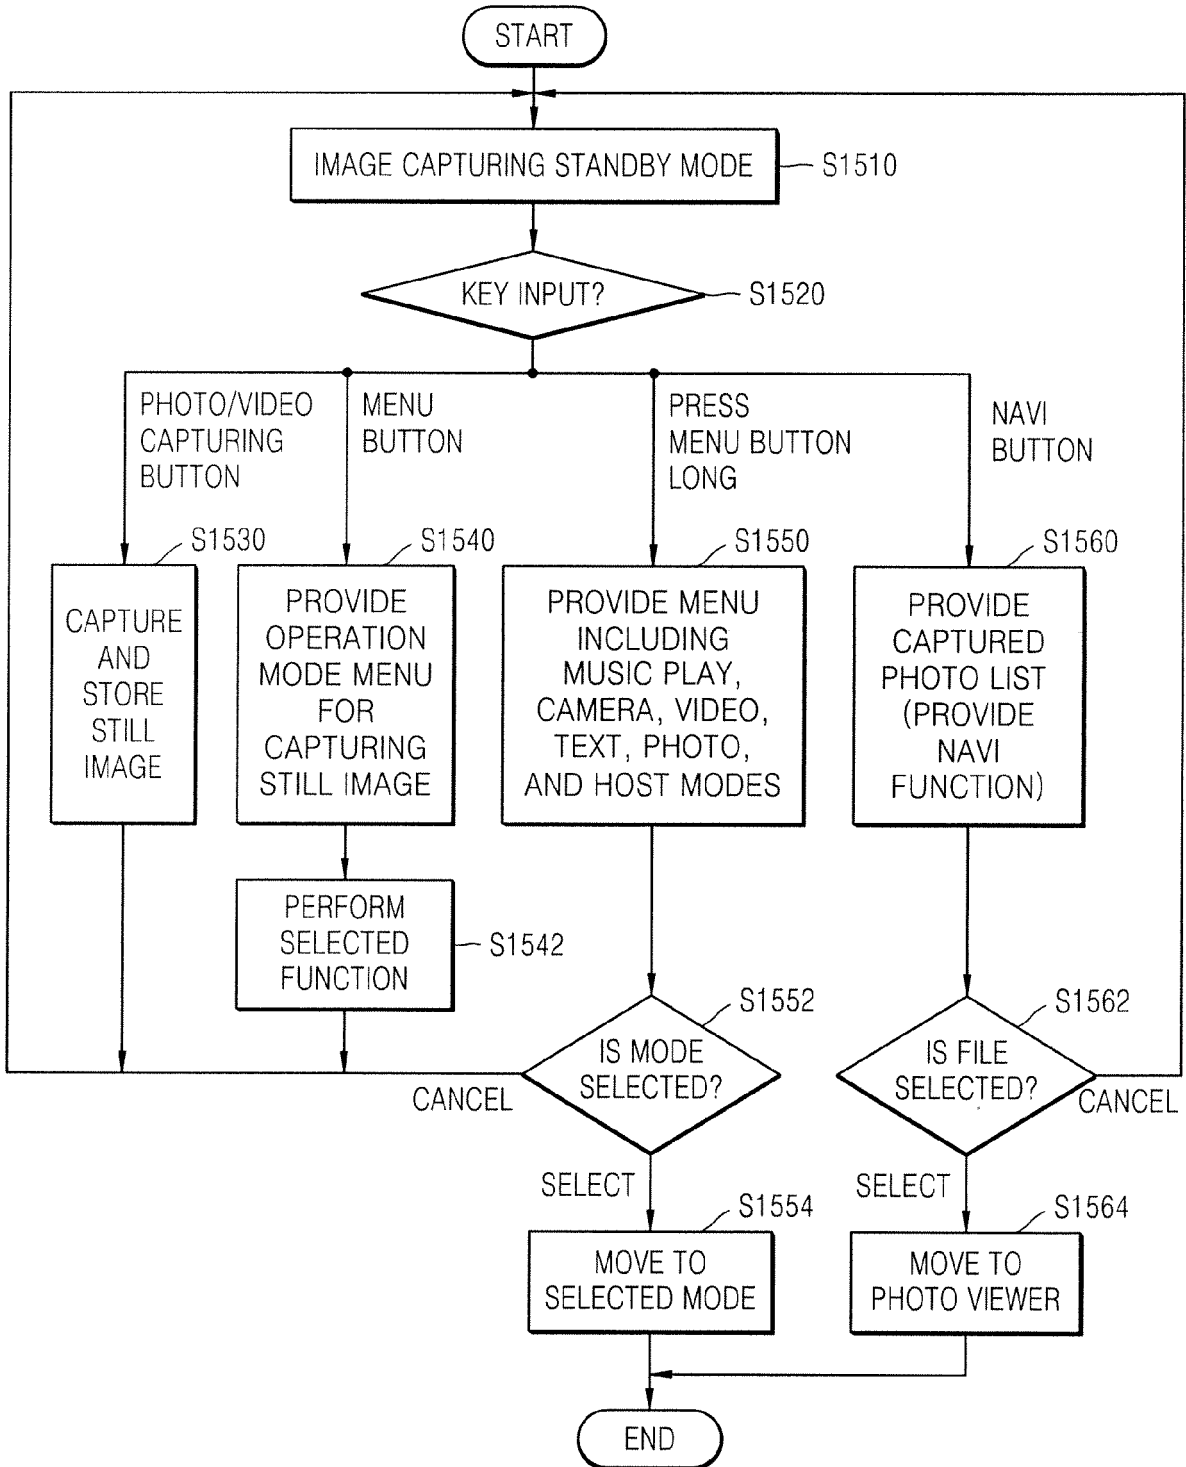 START
IMAGE CAPTURING STANDBY MODE
S1510
KEY INPUT?
S1520
PHOTO/VIDEO
CAPTURING
BUTTON
MENU
BUTTON
PRESS
MENU BUTTON
LONG
NAVI
BUTTON
S1530
CAPTURE
AND
STORE
STILL
IMAGE
S1540
PROVIDE
OPERATION
MODE MENU
FOR
CAPTURING
STILL IMAGE
S1550
PROVIDE MENU
INCLUDING
MUSIC PLAY,
CAMERA, VIDEO,
TEXT, PHOTO,
AND HOST MODES
S1560
PROVIDE
CAPTURED
PHOTO LIST
(PROVIDE
NAVI
FUNCTION)
PERFORM
SELECTED
FUNCTION
S1542
S1552
IS MODE
SELECTED?
CANCEL
S1562
IS FILE
SELECTED?
CANCEL
SELECT
S1554
MOVE TO
SELECTED MODE
SELECT
S1564
MOVE TO
PHOTO VIEWER
END